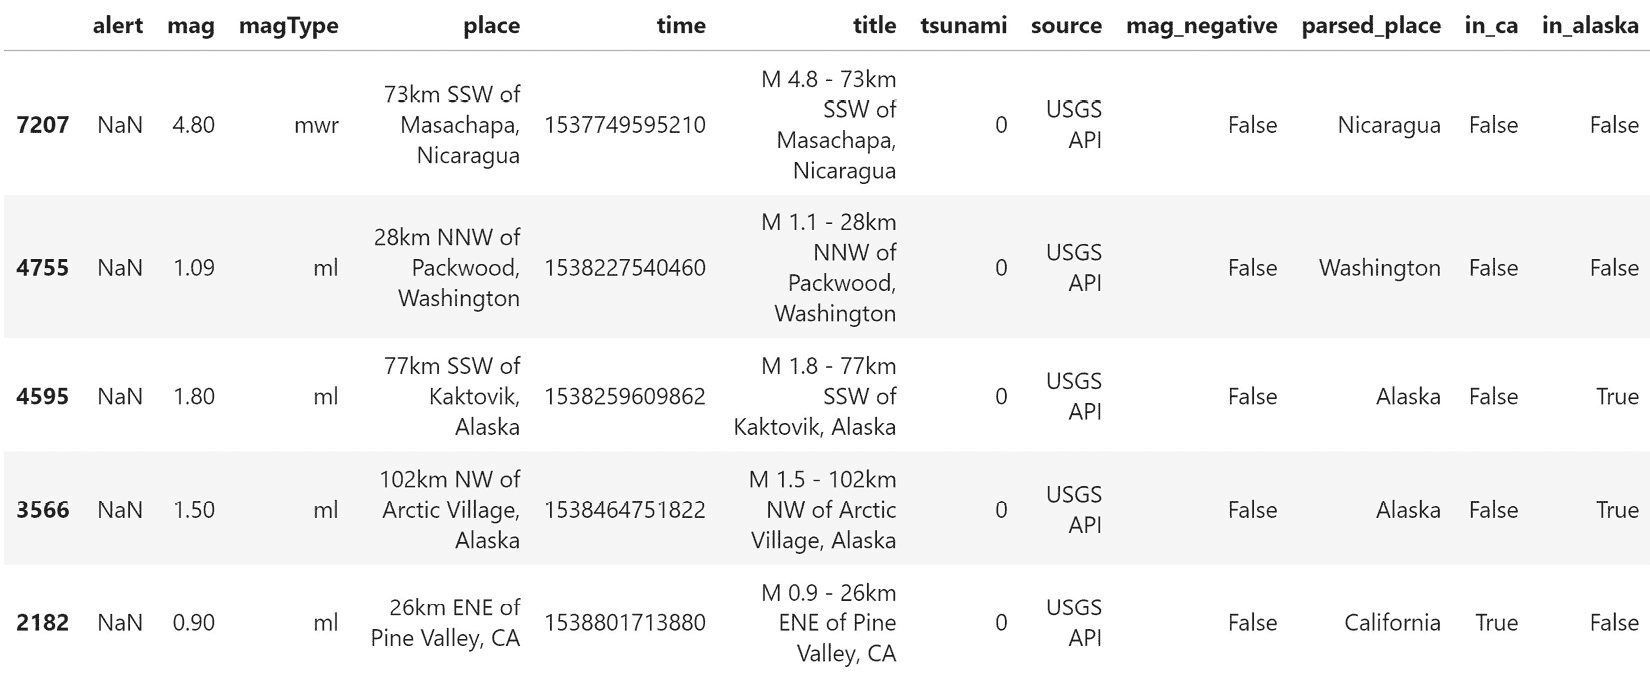 alert mag magType place time title tsunami source mag_negative parsed_place in_ca in_alaska
7207 NaN 4.80 mwr 73km SSW of Masachapa, Nicaragua 1537749595210 M 4.8 - 73km SSW of Masachapa, Nicaragua 0 USGS API False Nicaragua False False
4755 NaN 1.09 ml 28km NNW of Packwood, Washington 1538227540460 M 1.1 - 28km NNW of Packwood, Washington 0 USGS API False Washington False False
4595 NaN 1.80 ml 77km SSW of Kaktovik, Alaska 1538259609862 M 1.8 - 77km SSW of Kaktovik, Alaska 0 USGS API False Alaska False True
3566 NaN 1.50 ml 102km NW of Arctic Village, Alaska 1538464751822 M 1.5 - 102km NW of Arctic Village, Alaska 0 USGS API False Alaska False True
2182 NaN 0.90 ml 26km ENE of Pine Valley, CA 1538801713880 M 0.9 - 26km ENE of Pine Valley, CA 0 USGS API False California True False